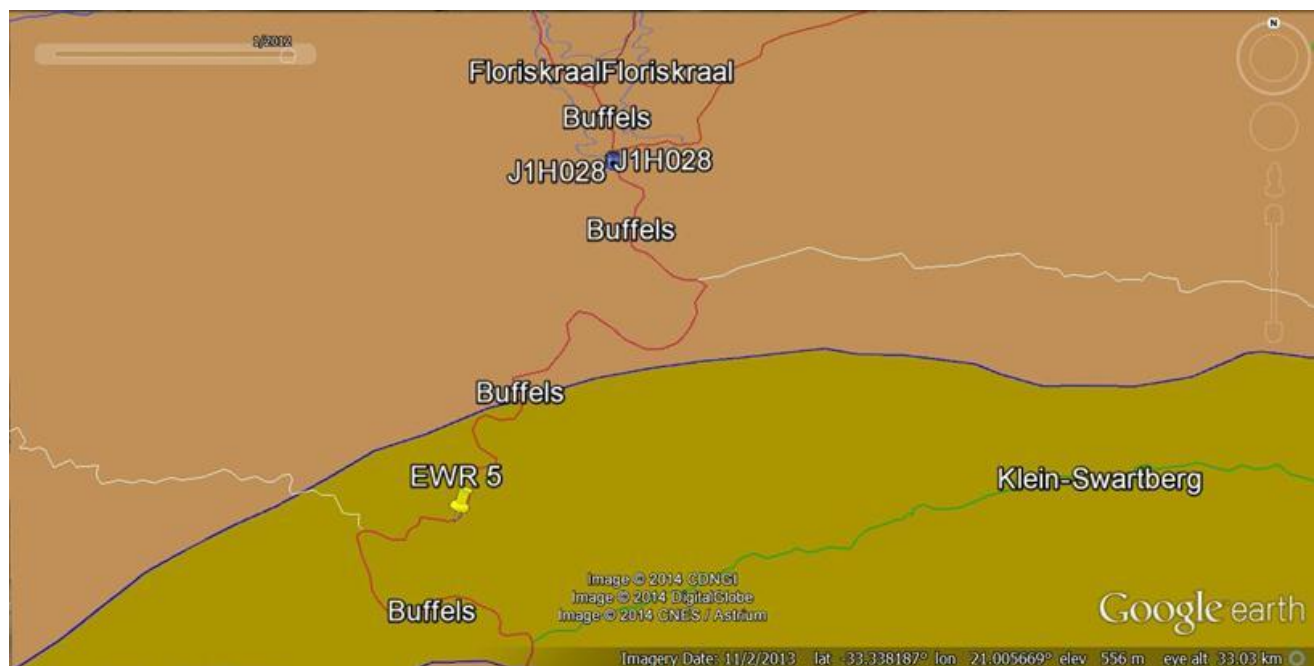 1/2012
N
FloriskraalFloriskraal
Buffels
J1H028 J1H028
Buffels
Buffels
EWR 5
Klein-Swartberg
Buffels
Image © 2014 CDNGI
Image © 2014 DigitalGlobe
Image © 2014 CNES / Astrium
Google earth
Imagery Date: 11/2/2013 lat -33.338187° lon 21.005669° elev 556 m eye alt 33.03 km